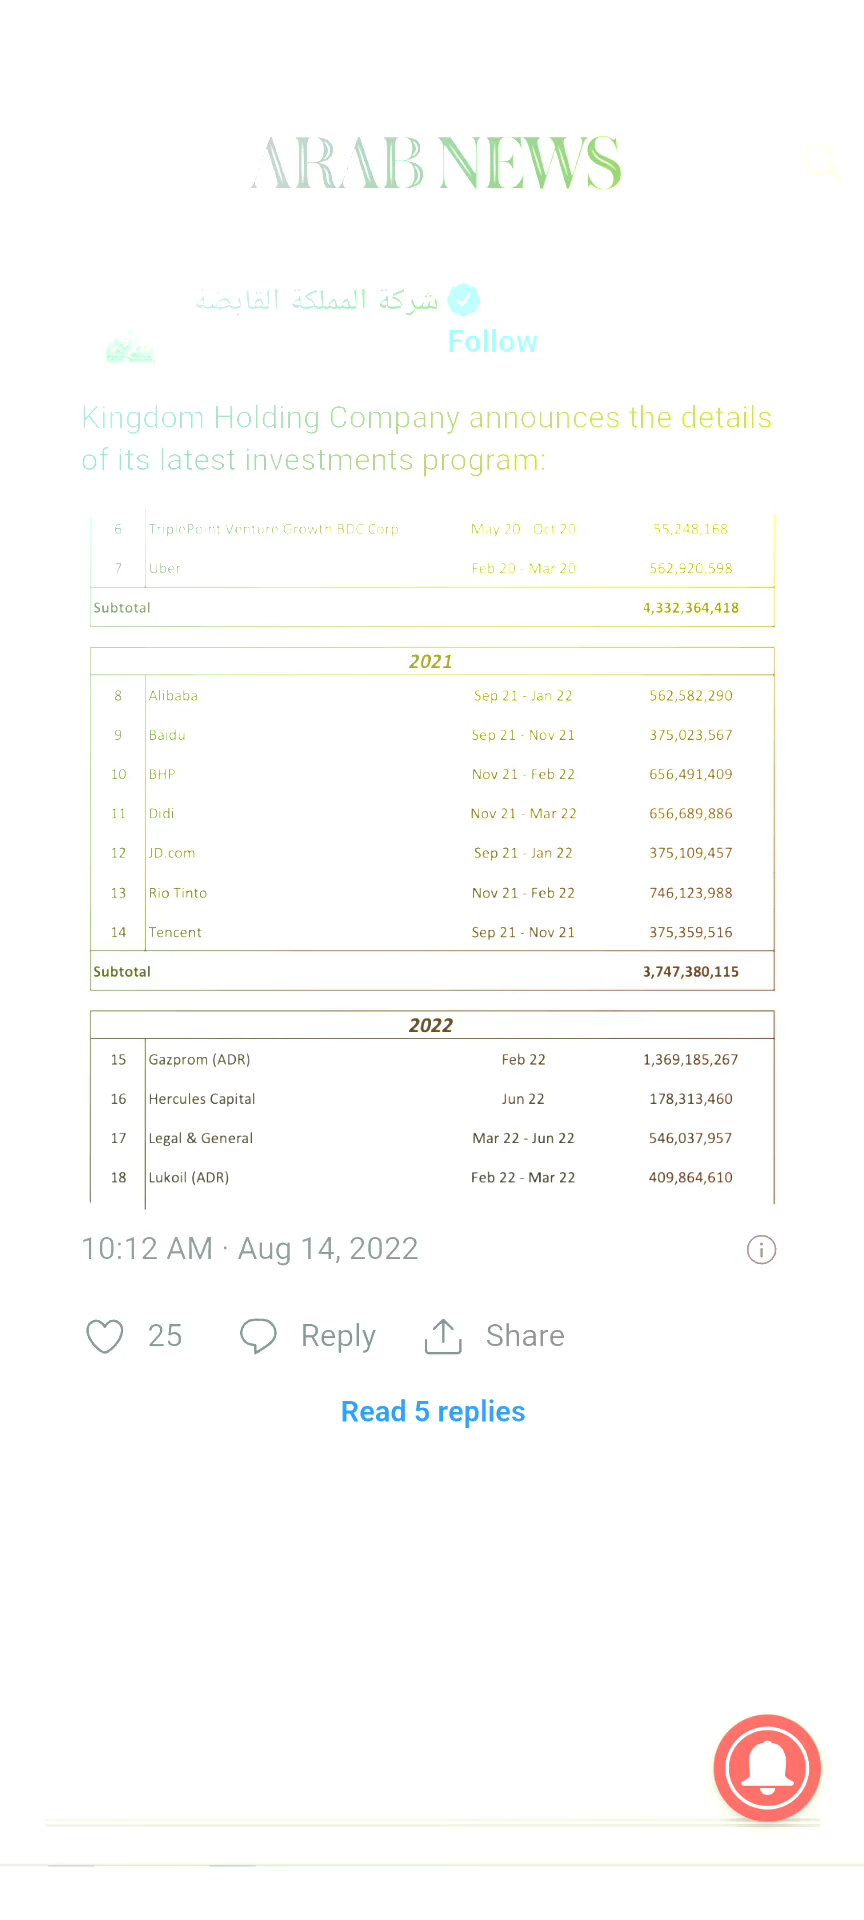 ARAB NEWS
شركة المملكة القابضة
Follow
Kingdom Holding Company announces the details
of its latest investments program:
6 TriplePoint Venture Growth BDC Corp May 20 - Oct 20 55,248,168
7 Uber Feb 20 - Mar 20 562,920,598
Subtotal 4,332,364,418
2021
8 Alibaba Sep 21 - Jan 22 562,582,290
9 Baidu Sep 21 - Nov 21 375,023,567
10 BHP Nov 21 - Feb 22 656,491,409
11 Didi Nov 21 - Mar 22 656,689,886
12 JD.com Sep 21 - Jan 22 375,109,457
13 Rio Tinto Nov 21 - Feb 22 746,123,988
14 Tencent Sep 21 - Nov 21 375,359,516
Subtotal 3,747,380,115
2022
15 Gazprom (ADR) Feb 22 1,369,185,267
16 Hercules Capital Jun 22 178,313,460
17 Legal & General Mar 22 - Jun 22 546,037,957
18 Lukoil (ADR) Feb 22 - Mar 22 409,864,610
10:12 AM · Aug 14, 2022
25 Reply Share
Read 5 replies